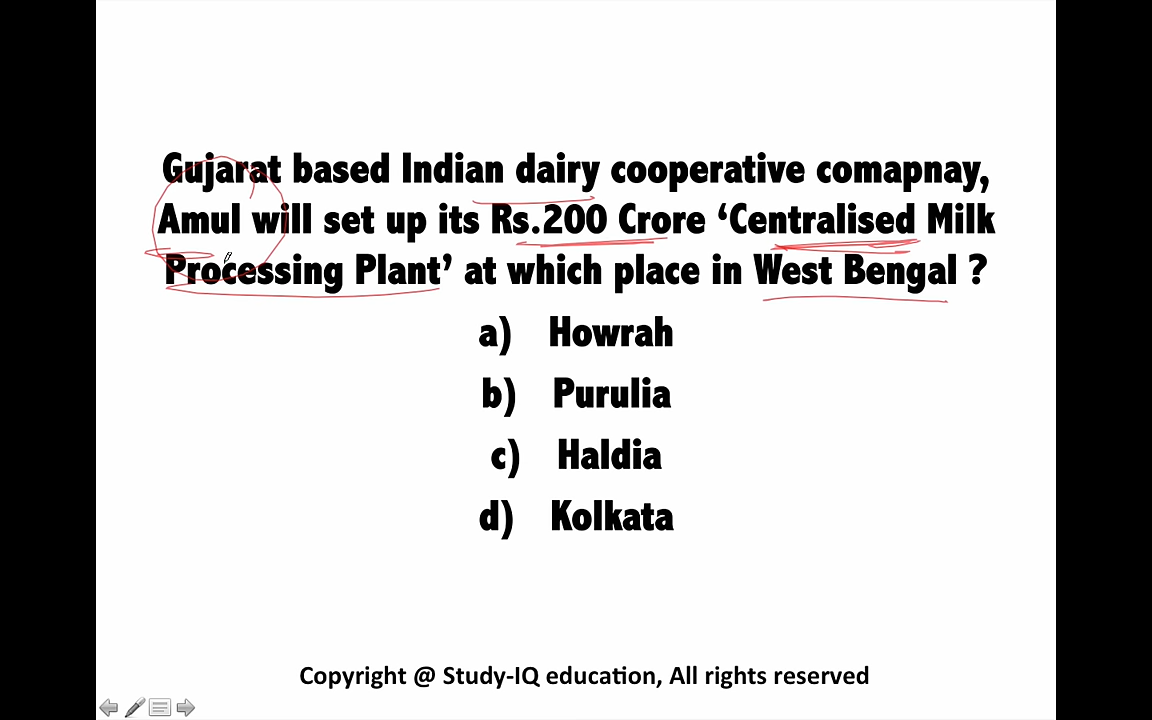 Gujarat based Indian dairy cooperative comapnay,
Amul will set up its Rs.200 Crore ‘Centralised Milk
Processing Plant’ at which place in West Bengal ?
a) Howrah
b) Purulia
c) Haldia
d) Kolkata
Copyright @ Study-IQ education, All rights reserved